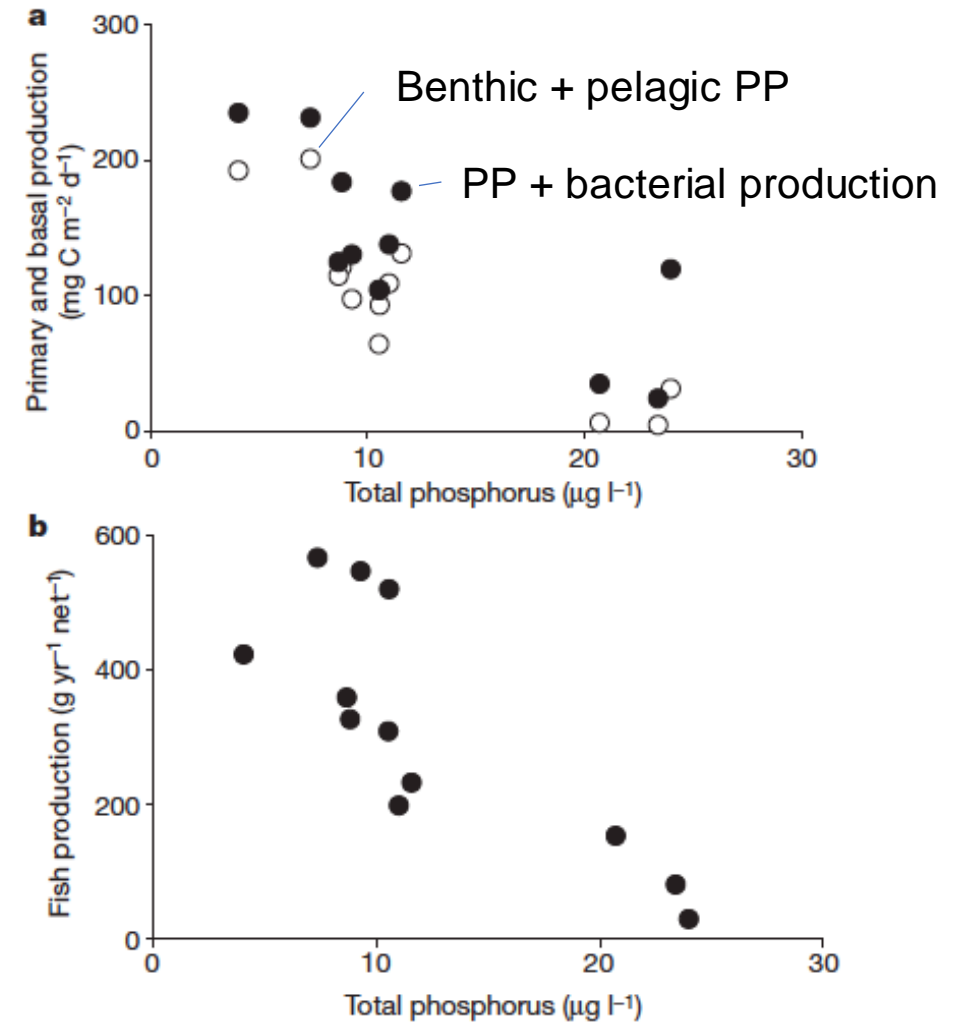 a
Primary and basal production
(mg C m⁻² d⁻¹)
300
200
100
0
Benthic + pelagic PP
PP + bacterial production
0 10 20 30
Total phosphorus (µg l⁻¹)
b
Fish production (g yr⁻¹ net⁻¹)
600
400
200
0
0 10 20 30
Total phosphorus (µg l⁻¹)